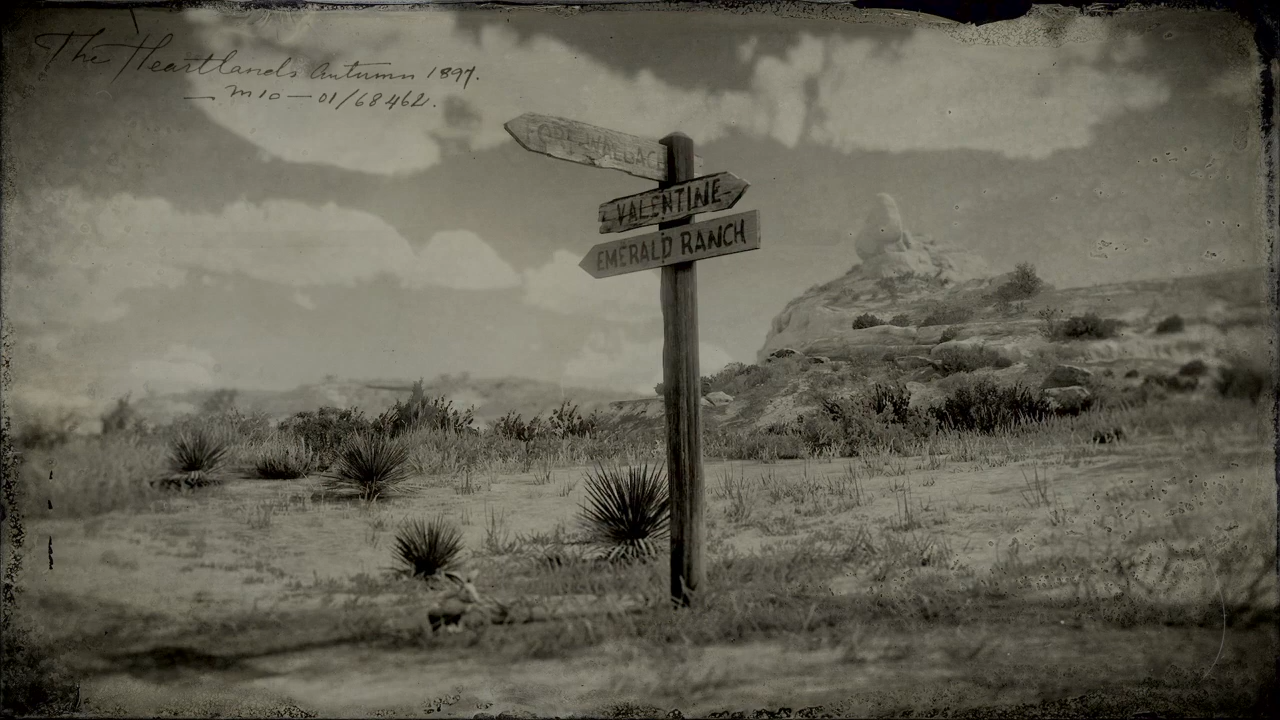 The Heartlands Autumn 1897.
— M10 — 01/68462.
FORT WALLACE
VALENTINE
EMERALD RANCH